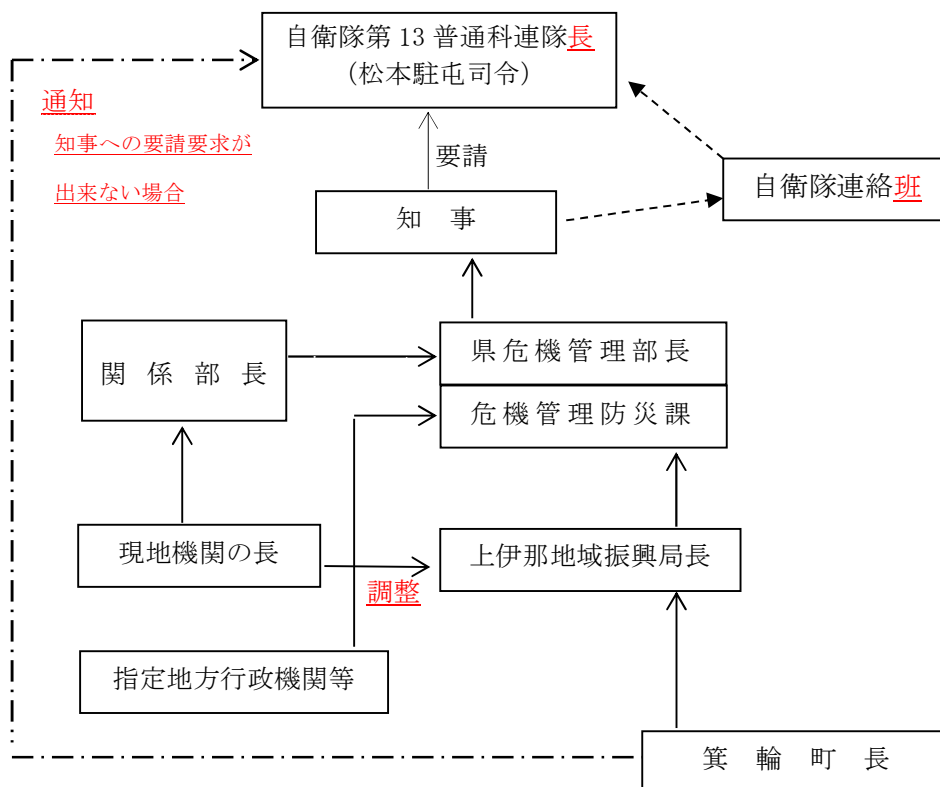 自衛隊第13普通科連隊長
(松本駐屯司令)
通知
知事への要請要求が
出来ない場合
要請
自衛隊連絡班
知 事
県危機管理部長
関 係 部 長
危機管理防災課
現地機関の長
上伊那地域振興局長
調整
指定地方行政機関等
箕 輪 町 長